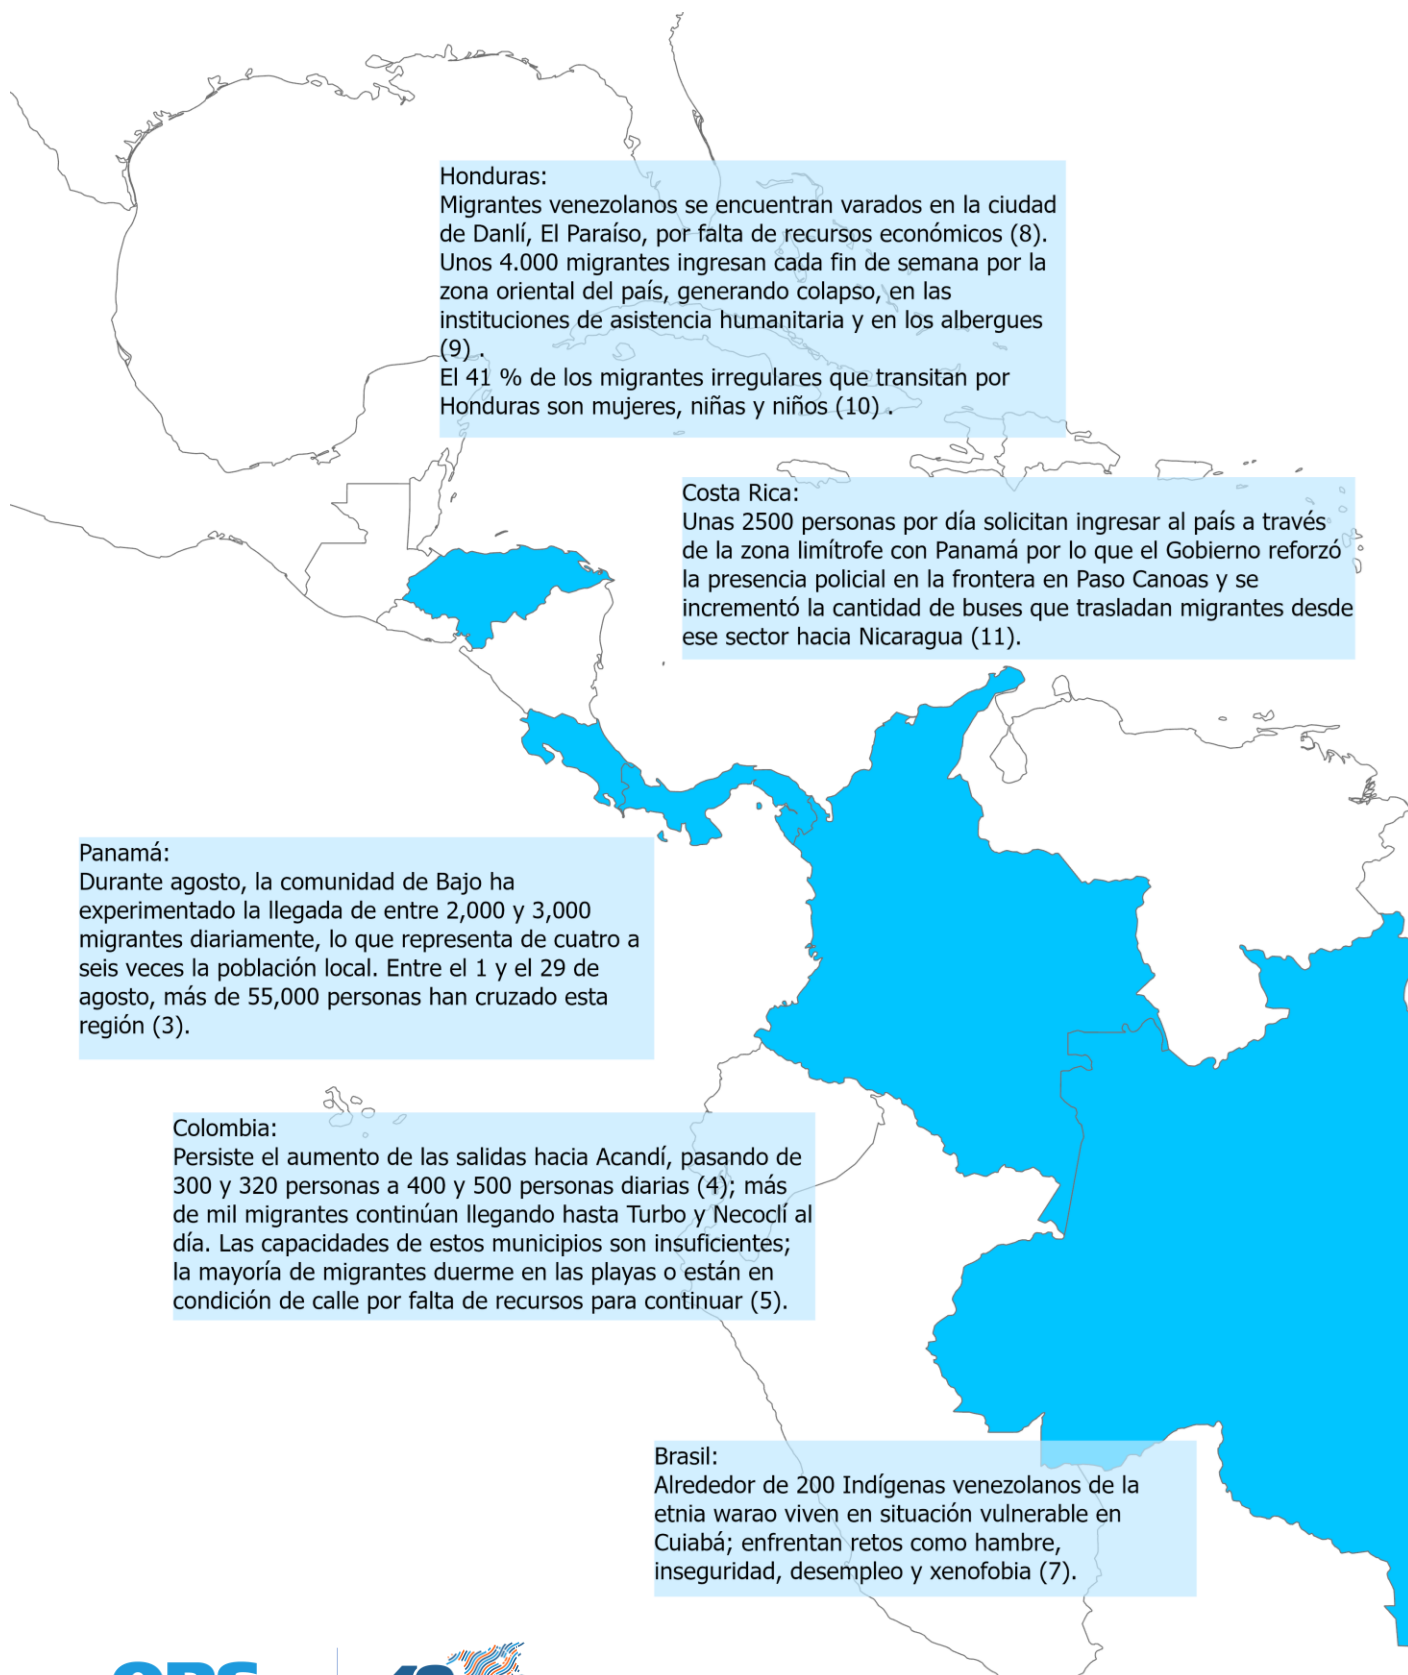 Honduras:
Migrantes venezolanos se encuentran varados en la ciudad
de Danlí, El Paraíso, por falta de recursos económicos (8).
Unos 4.000 migrantes ingresan cada fin de semana por la
zona oriental del país, generando colapso, en las
instituciones de asistencia humanitaria y en los albergues
(9) .
El 41 % de los migrantes irregulares que transitan por
Honduras son mujeres, niñas y niños (10) .
Costa Rica:
Unas 2500 personas por día solicitan ingresar al país a través
de la zona limítrofe con Panamá por lo que el Gobierno reforzó
la presencia policial en la frontera en Paso Canoas y se
incrementó la cantidad de buses que trasladan migrantes desde
ese sector hacia Nicaragua (11).
Panamá:
Durante agosto, la comunidad de Bajo ha
experimentado la llegada de entre 2,000 y 3,000
migrantes diariamente, lo que representa de cuatro a
seis veces la población local. Entre el 1 y el 29 de
agosto, más de 55,000 personas han cruzado esta
región (3).
Colombia:
Persiste el aumento de las salidas hacia Acandí, pasando de
300 y 320 personas a 400 y 500 personas diarias (4); más
de mil migrantes continúan llegando hasta Turbo y Necoclí al
día. Las capacidades de estos municipios son insuficientes;
la mayoría de migrantes duerme en las playas o están en
condición de calle por falta de recursos para continuar (5).
Brasil:
Alrededor de 200 Indígenas venezolanos de la
etnia warao viven en situación vulnerable en
Cuiabá; enfrentan retos como hambre,
inseguridad, desempleo y xenofobia (7).